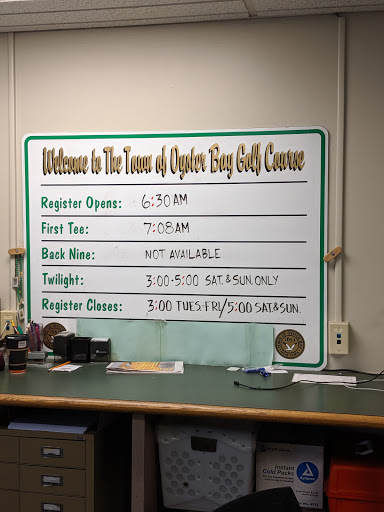 Welcome to The Town of Oyster Bay Golf Course
Register Opens: 6:30 AM
First Tee: 7:08 AM
Back Nine: NOT AVAILABLE
Twilight: 3:00-5:00 SAT. & SUN. ONLY
Register Closes: 3:00 TUES-FRI/5:00 SAT.& SUN.
Instant
Cold Packs